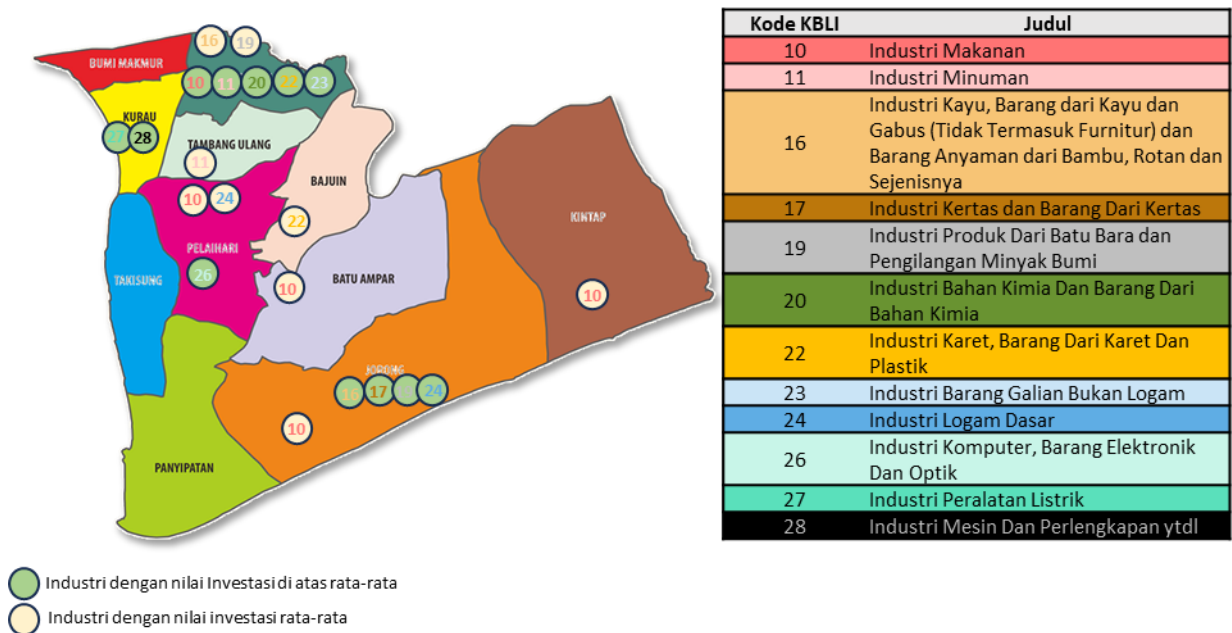 BUMI MAKMUR
16 19
10 11 20 22 23
KURAU
27 28
TAMBANG ULANG
11
BAJUIN
10 24
22
PELAIHARI
26
TAKISUNG
BATU AMPAR
10
KINTAP
10
JORONG
16 17 24
10
PANYIPATAN
Industri dengan nilai Investasi di atas rata-rata
Industri dengan nilai investasi rata-rata
Kode KBLI Judul
10 Industri Makanan
11 Industri Minuman
16 Industri Kayu, Barang dari Kayu dan
Gabus (Tidak Termasuk Furnitur) dan
Barang Anyaman dari Bambu, Rotan dan
Sejenisnya
17 Industri Kertas dan Barang Dari Kertas
19 Industri Produk Dari Batu Bara dan
Pengilangan Minyak Bumi
20 Industri Bahan Kimia Dan Barang Dari
Bahan Kimia
22 Industri Karet, Barang Dari Karet Dan
Plastik
23 Industri Barang Galian Bukan Logam
24 Industri Logam Dasar
26 Industri Komputer, Barang Elektronik
Dan Optik
27 Industri Peralatan Listrik
28 Industri Mesin Dan Perlengkapan ytdl